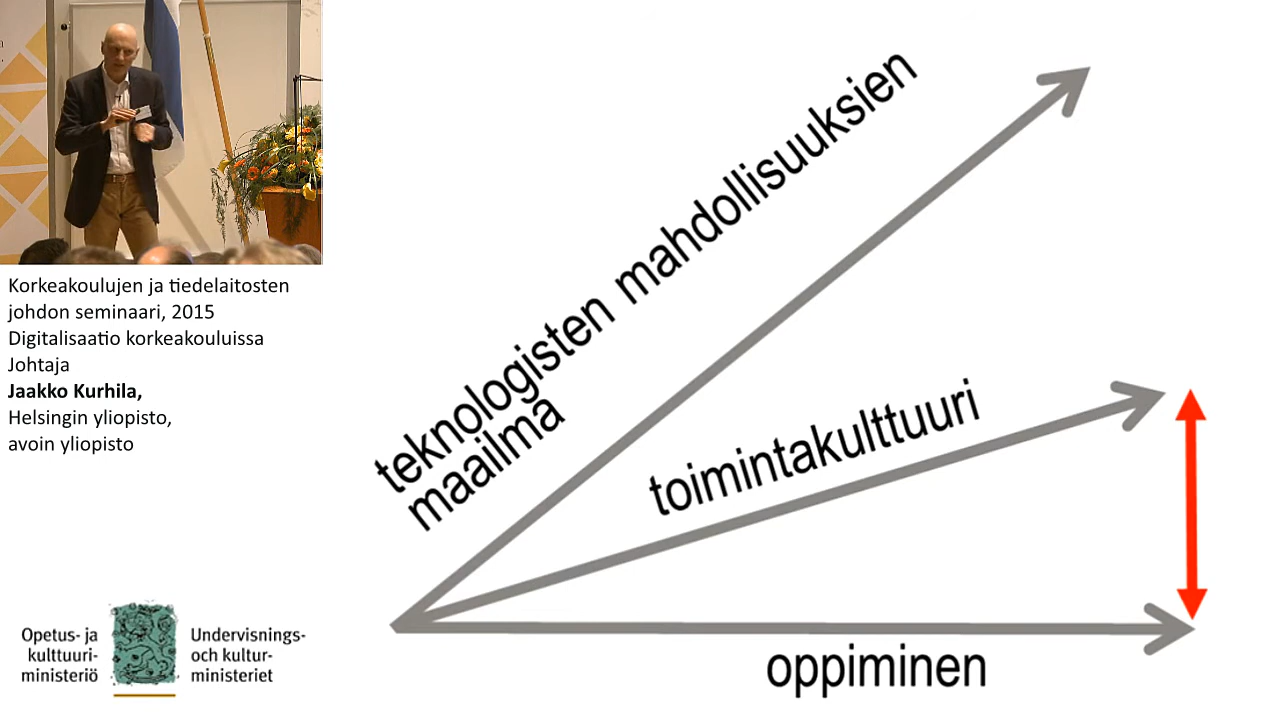 Korkeakoulujen ja tiedelaitosten
johdon seminaari, 2015
Digitalisaatio korkeakouluissa
Johtaja
Jaakko Kurhila,
Helsingin yliopisto,
avoin yliopisto
Opetus- ja
kulttuuri-
ministeriö
Undervisnings-
och kultur-
ministeriet
teknologisten mahdollisuuksien
maailma
toimintakulttuuri
oppiminen